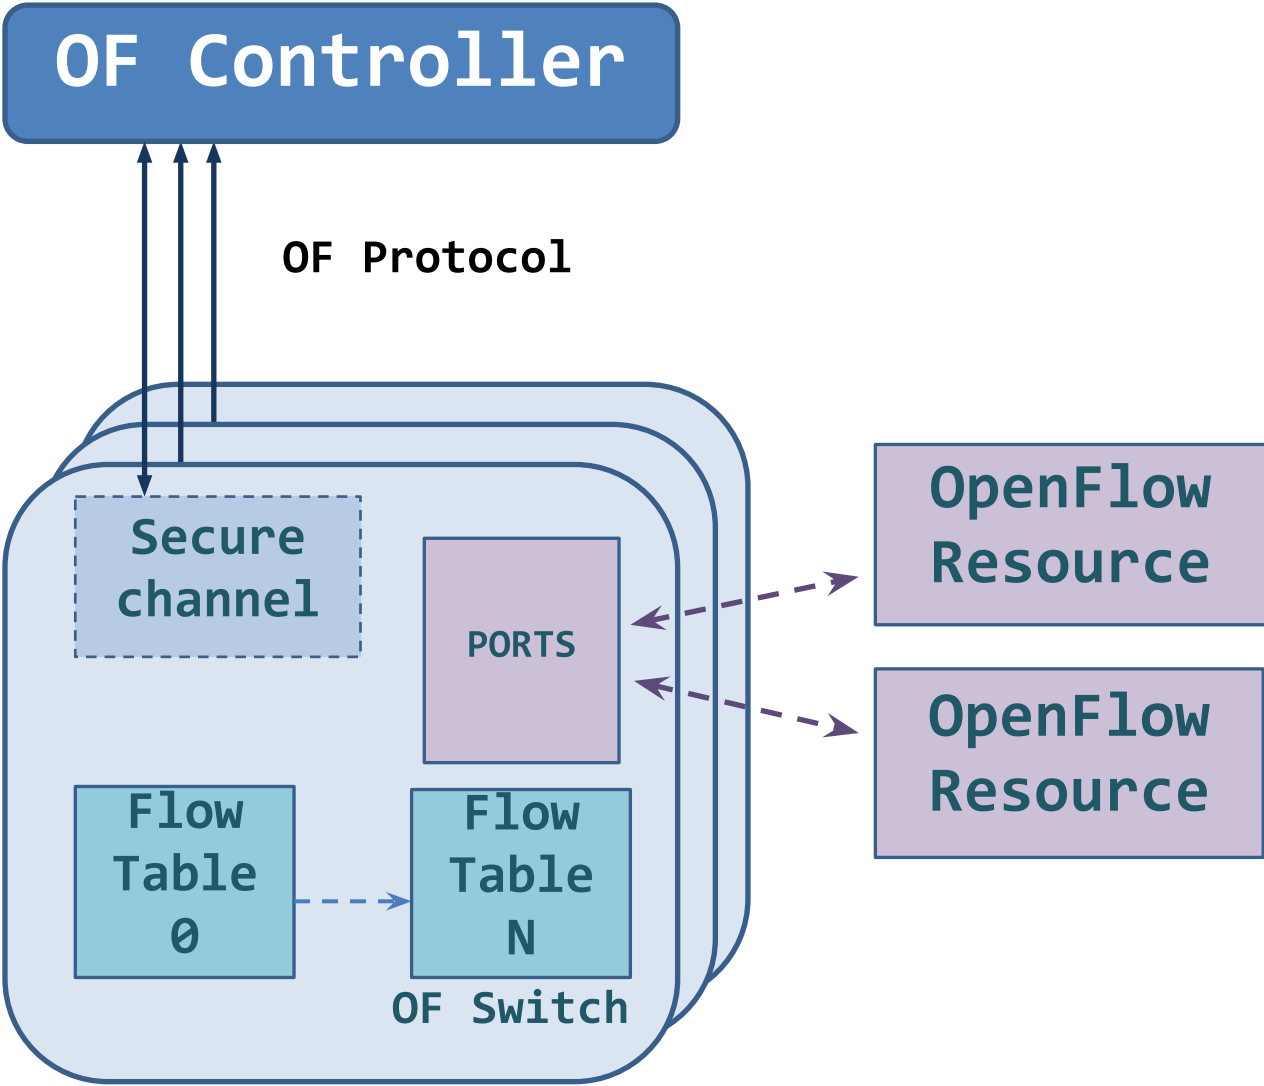 OF Controller
OF Protocol
Secure
channel
PORTS
OpenFlow
Resource
OpenFlow
Resource
Flow
Table
0
Flow
Table
N
OF Switch